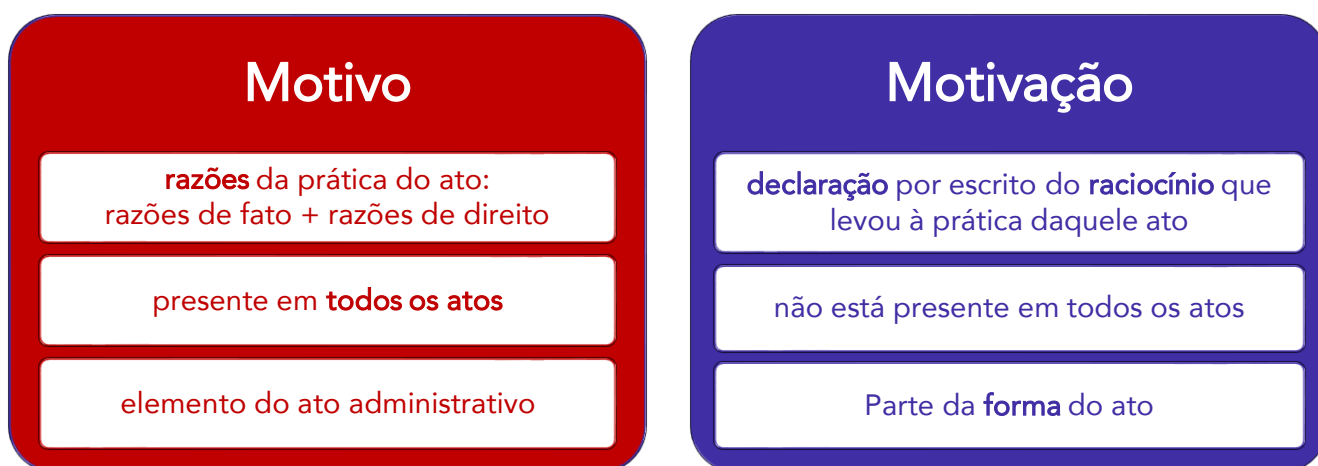 Motivo
razões da prática do ato:
razões de fato + razões de direito
presente em todos os atos
elemento do ato administrativo
Motivação
declaração por escrito do raciocínio que
levou à prática daquele ato
não está presente em todos os atos
Parte da forma do ato